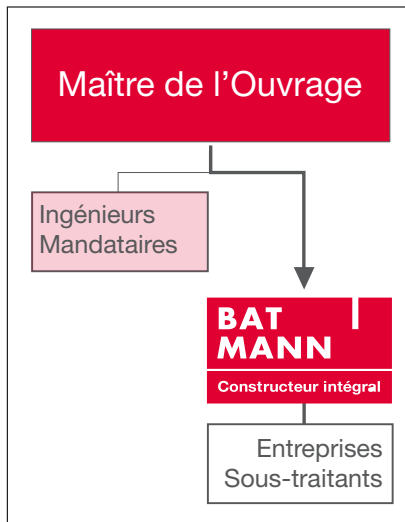 Maître de l'Ouvrage
Ingénieurs
Mandataires
BAT
MANN
Constructeur intégral
Entreprises
Sous-traitants